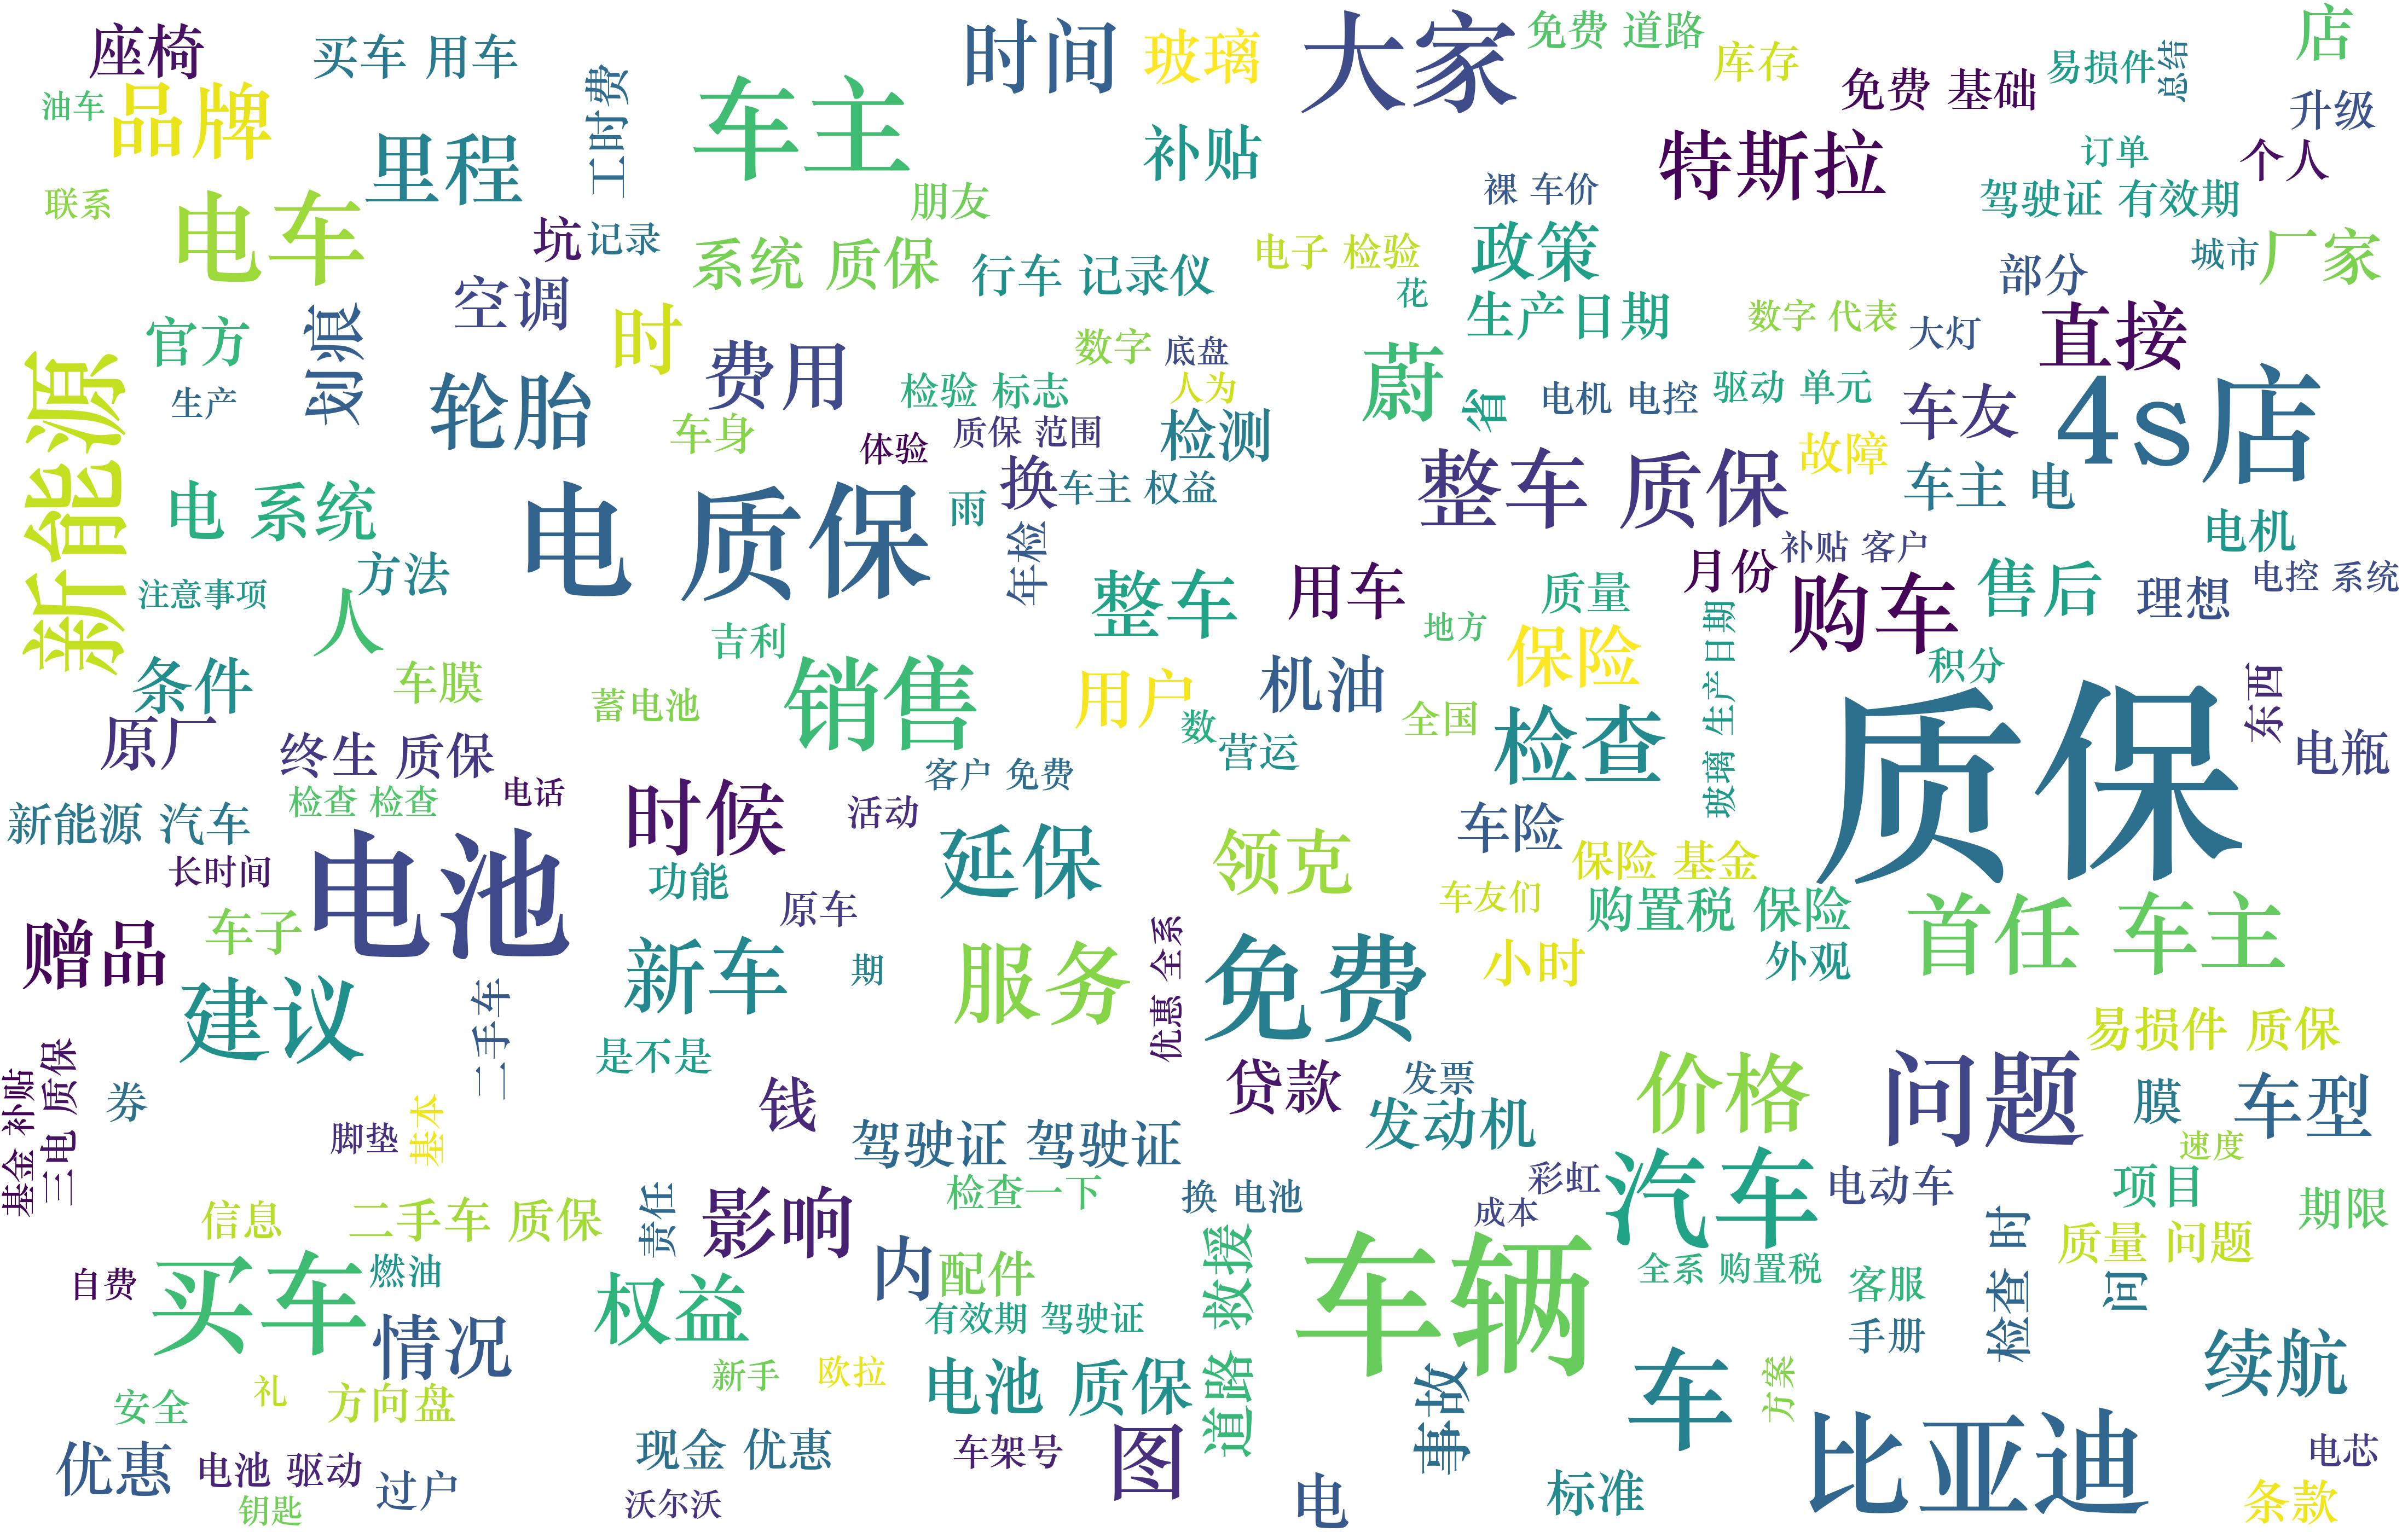 座椅
买车 用车
时间
玻璃
大家
免费 道路
库存
免费 基础
易损件
总结
店
油车
品牌
里程
工时费
车主
补贴
特斯拉
升级
订单
个人
联系
电车
坑
记录
朋友
裸 车价
驾驶证 有效期
系统 质保
行车 记录仪
电子 检验
政策
部分
城市
厂家
官方
划痕
空调
时
费用
数字
底盘
花
生产日期
数字 代表
大灯
直接
新能源
生产
轮胎
车身
检验 标志
人为
蔚
省
电机 电控
驱动 单元
车友
4s店
体验
质保 范围
检测
换
车主 权益
整车 质保
故障
车主 电
电 系统
电 质保
雨
年检
电机
方法
注意事项
人
整车
用车
质量
补贴 客户
月份
购车
售后
理想
电控 系统
吉利
地方
玻璃 生产日期
条件
车膜
蓄电池
销售
用户
机油
保险
积分
质保
东西
原厂
终生 质保
数
营运
全国
检查
电瓶
检查 检查
电话
客户 免费
新能源 汽车
电池
时候
活动
延保
领克
车险
保险 基金
长时间
功能
原车
车友们
购置税 保险
首任 车主
赠品
车子
新车
期
服务
优惠 全系
免费
小时
外观
建议
二手车
是不是
易损件 质保
基金 补贴
三电 质保
券
钱
贷款
发票
价格
问题
膜
车型
脚垫
基本
驾驶证 驾驶证
发动机
速度
检查一下
换 电池
彩虹
汽车
电动车
项目
期限
信息
二手车 质保
责任
影响
成本
检查 时
质量 问题
自费
买车
燃油
内
配件
道路 救援
车辆
全系 购置税
客服
问
情况
权益
有效期 驾驶证
手册
续航
安全
礼
方向盘
新手
欧拉
电池 质保
事故
车
方案
比亚迪
优惠
电池 驱动
过户
现金 优惠
车架号
图
电
标准
电芯
条款
钥匙
沃尔沃